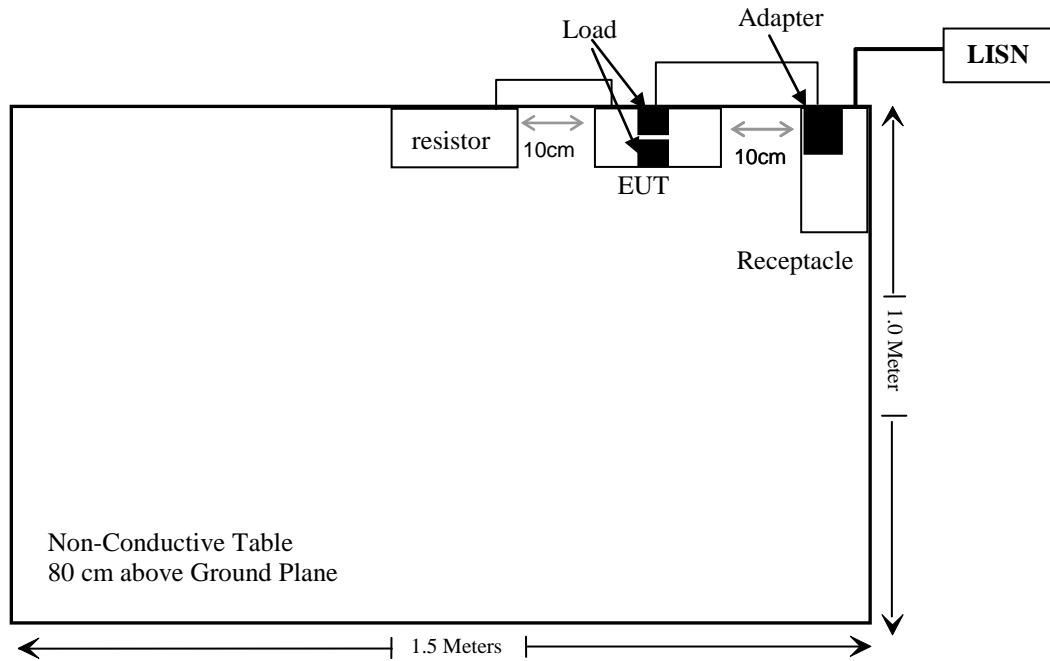 Load
Adapter
LISN
resistor
10cm
10cm
EUT
Receptacle
1.0 Meter
Non-Conductive Table
80 cm above Ground Plane
1.5 Meters